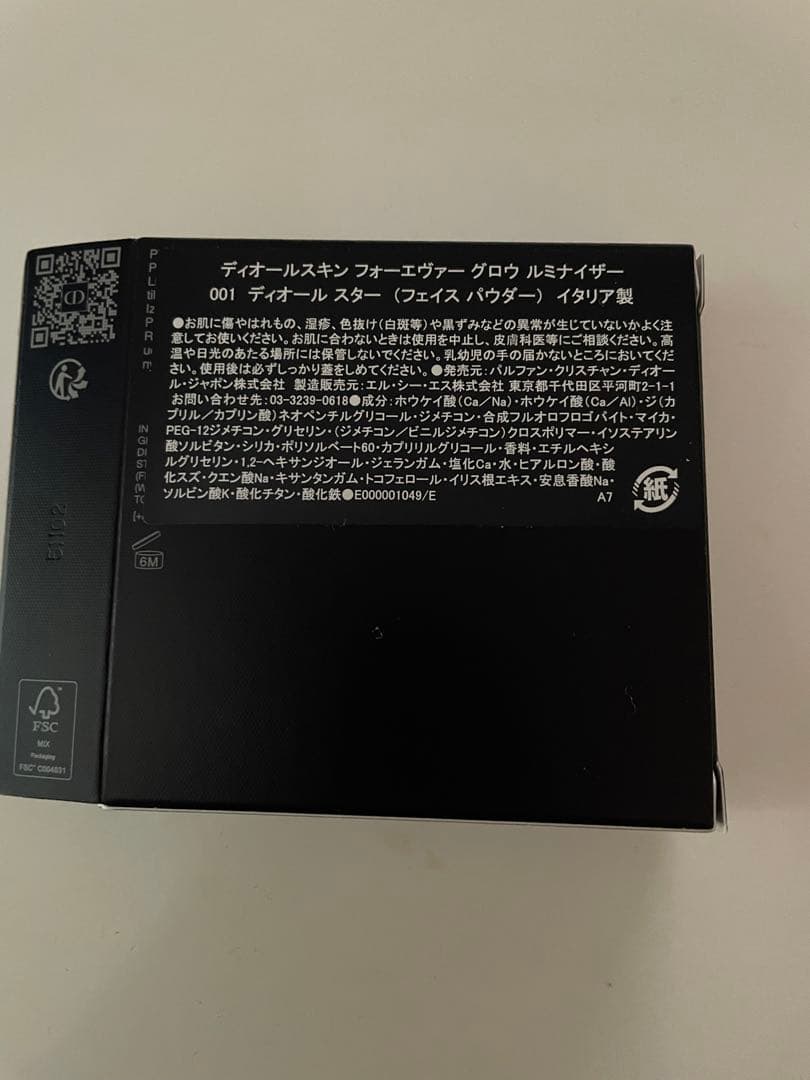 ディオールスキン フォーエヴァー グロウ ルミナイザー
001 ディオール スター (フェイス パウダー) イタリア製
●お肌に傷やはれもの、湿疹、色抜け(白斑等)や黒ずみなどの異常が生じていないかよく注
意してお使いください。お肌に合わないときは使用を中止し、皮膚科医等にご相談ください。高
温や日光のあたる場所には保管しないでください。乳幼児の手の届かないところにおいてくだ
さい。使用後は必ずしっかり蓋をしめてください。●発売元:パルファン・クリスチャン・ディオー
ル・ジャポン株式会社 製造販売元:エル・シー・エス株式会社 東京都千代田区平河町2-1-1
お問い合わせ先:03-3239-0618●成分:ホウケイ酸(Ca/Na)・ホウケイ酸(Ca/Al)・ジ(カ
プリル/カプリン酸)ネオペンチルグリコール・ジメチコン・合成フルオロフロゴパイト・マイカ・
PEG-12ジメチコン・グリセリン・(ジメチコン/ビニルジメチコン)クロスポリマー・イソステアリン
酸ソルビタン・シリカ・ポリソルベート60・カプリリルグリコール・香料・エチルヘキシ
ルグリセリン・1,2-ヘキサンジオール・ジェランガム・塩化Ca・水・ヒアルロン酸・酸
化スズ・クエン酸Na・キサンタンガム・トコフェロール・イリス根エキス・安息香酸Na・
ソルビン酸K・酸化チタン・酸化鉄●E000001049/E
A7
紙
6M
5T102
FSC
MIX
Packaging
FSC™ C004031